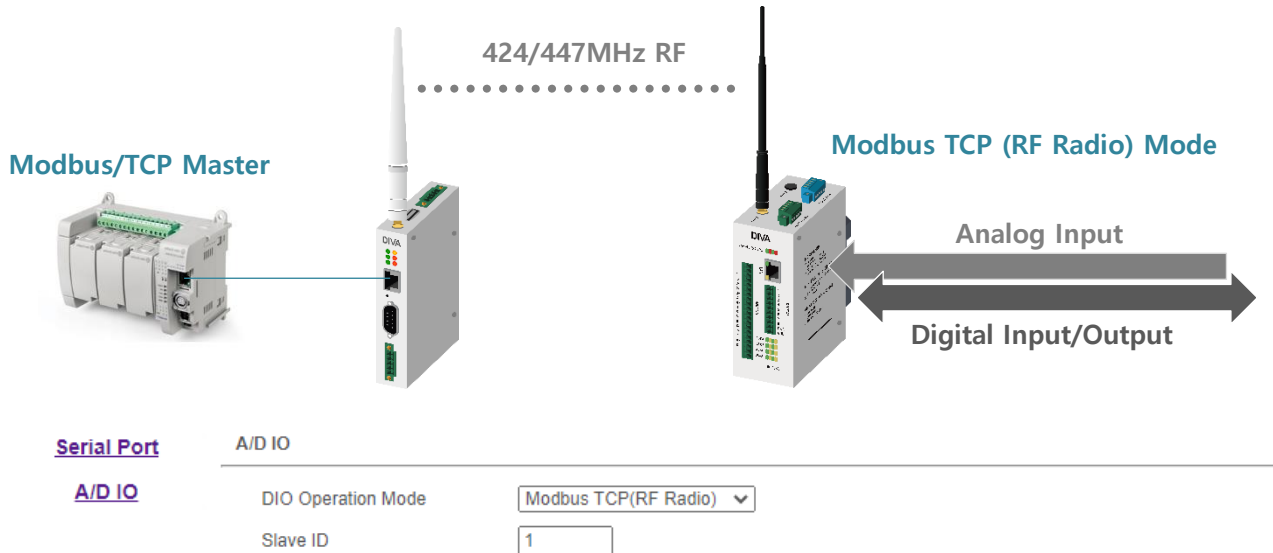 424/447MHz RF
Modbus/TCP Master
Modbus TCP (RF Radio) Mode
DIVA
DIVA
Analog Input
Digital Input/Output
Serial Port
A/D IO
A/D IO
DIO Operation Mode
Modbus TCP(RF Radio)
Slave ID
1